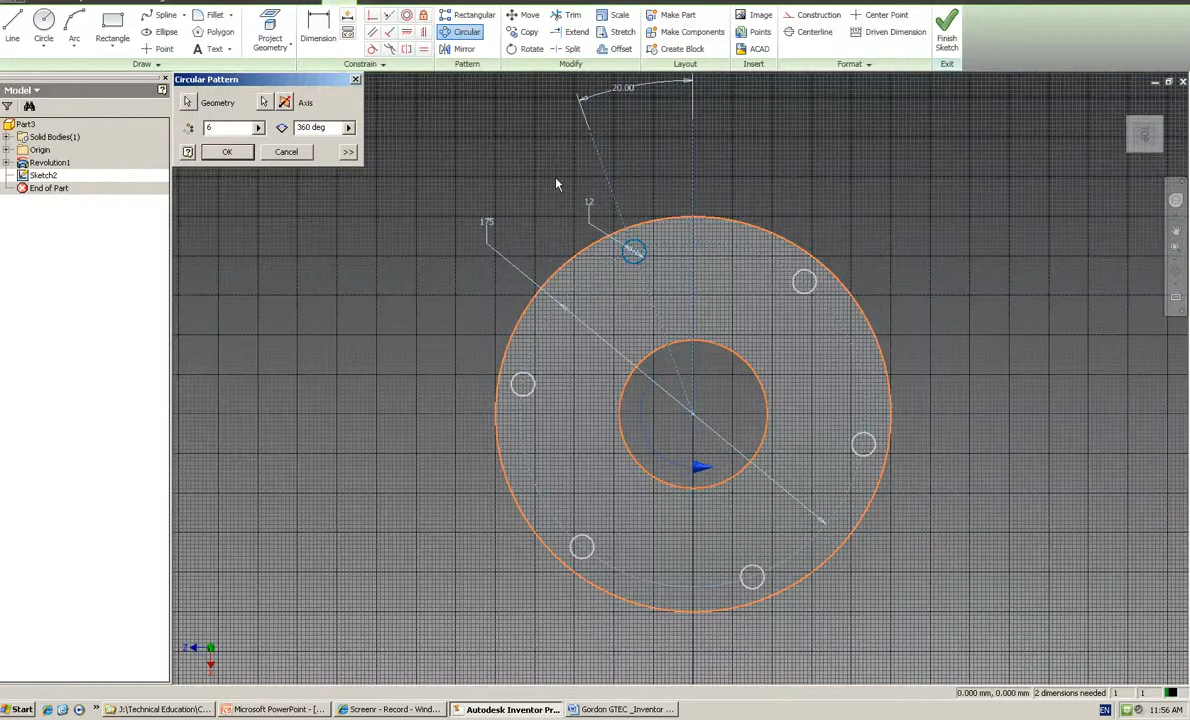 Line
Circle
Arc
Rectangle
Spline
Ellipse
Point
Fillet
Polygon
Text
Project
Geometry
Dimension
Rectangular
Circular
Mirror
Move
Copy
Rotate
Trim
Extend
Split
Scale
Stretch
Offset
Make Part
Make Components
Create Block
Image
Points
ACAD
Construction
Centerline
Center Point
Driven Dimension
Finish
Sketch
Draw
Constrain
Pattern
Modify
Layout
Insert
Format
Exit
Model
Part3
Solid Bodies(1)
Origin
Revolution1
Sketch2
End of Part
Circular Pattern
Geometry
Axis
6
360 deg
OK
Cancel
>>
20.00
12
175
TOP
Z
X
0.000 mm, 0.000 mm
2 dimensions needed
1
1
Start
J:\Technical Education\C...
Microsoft PowerPoint - [...
Screenr - Record - Wind...
Autodesk Inventor Pr...
Gordon GTEC _Inventor ...
EN
11:56 AM